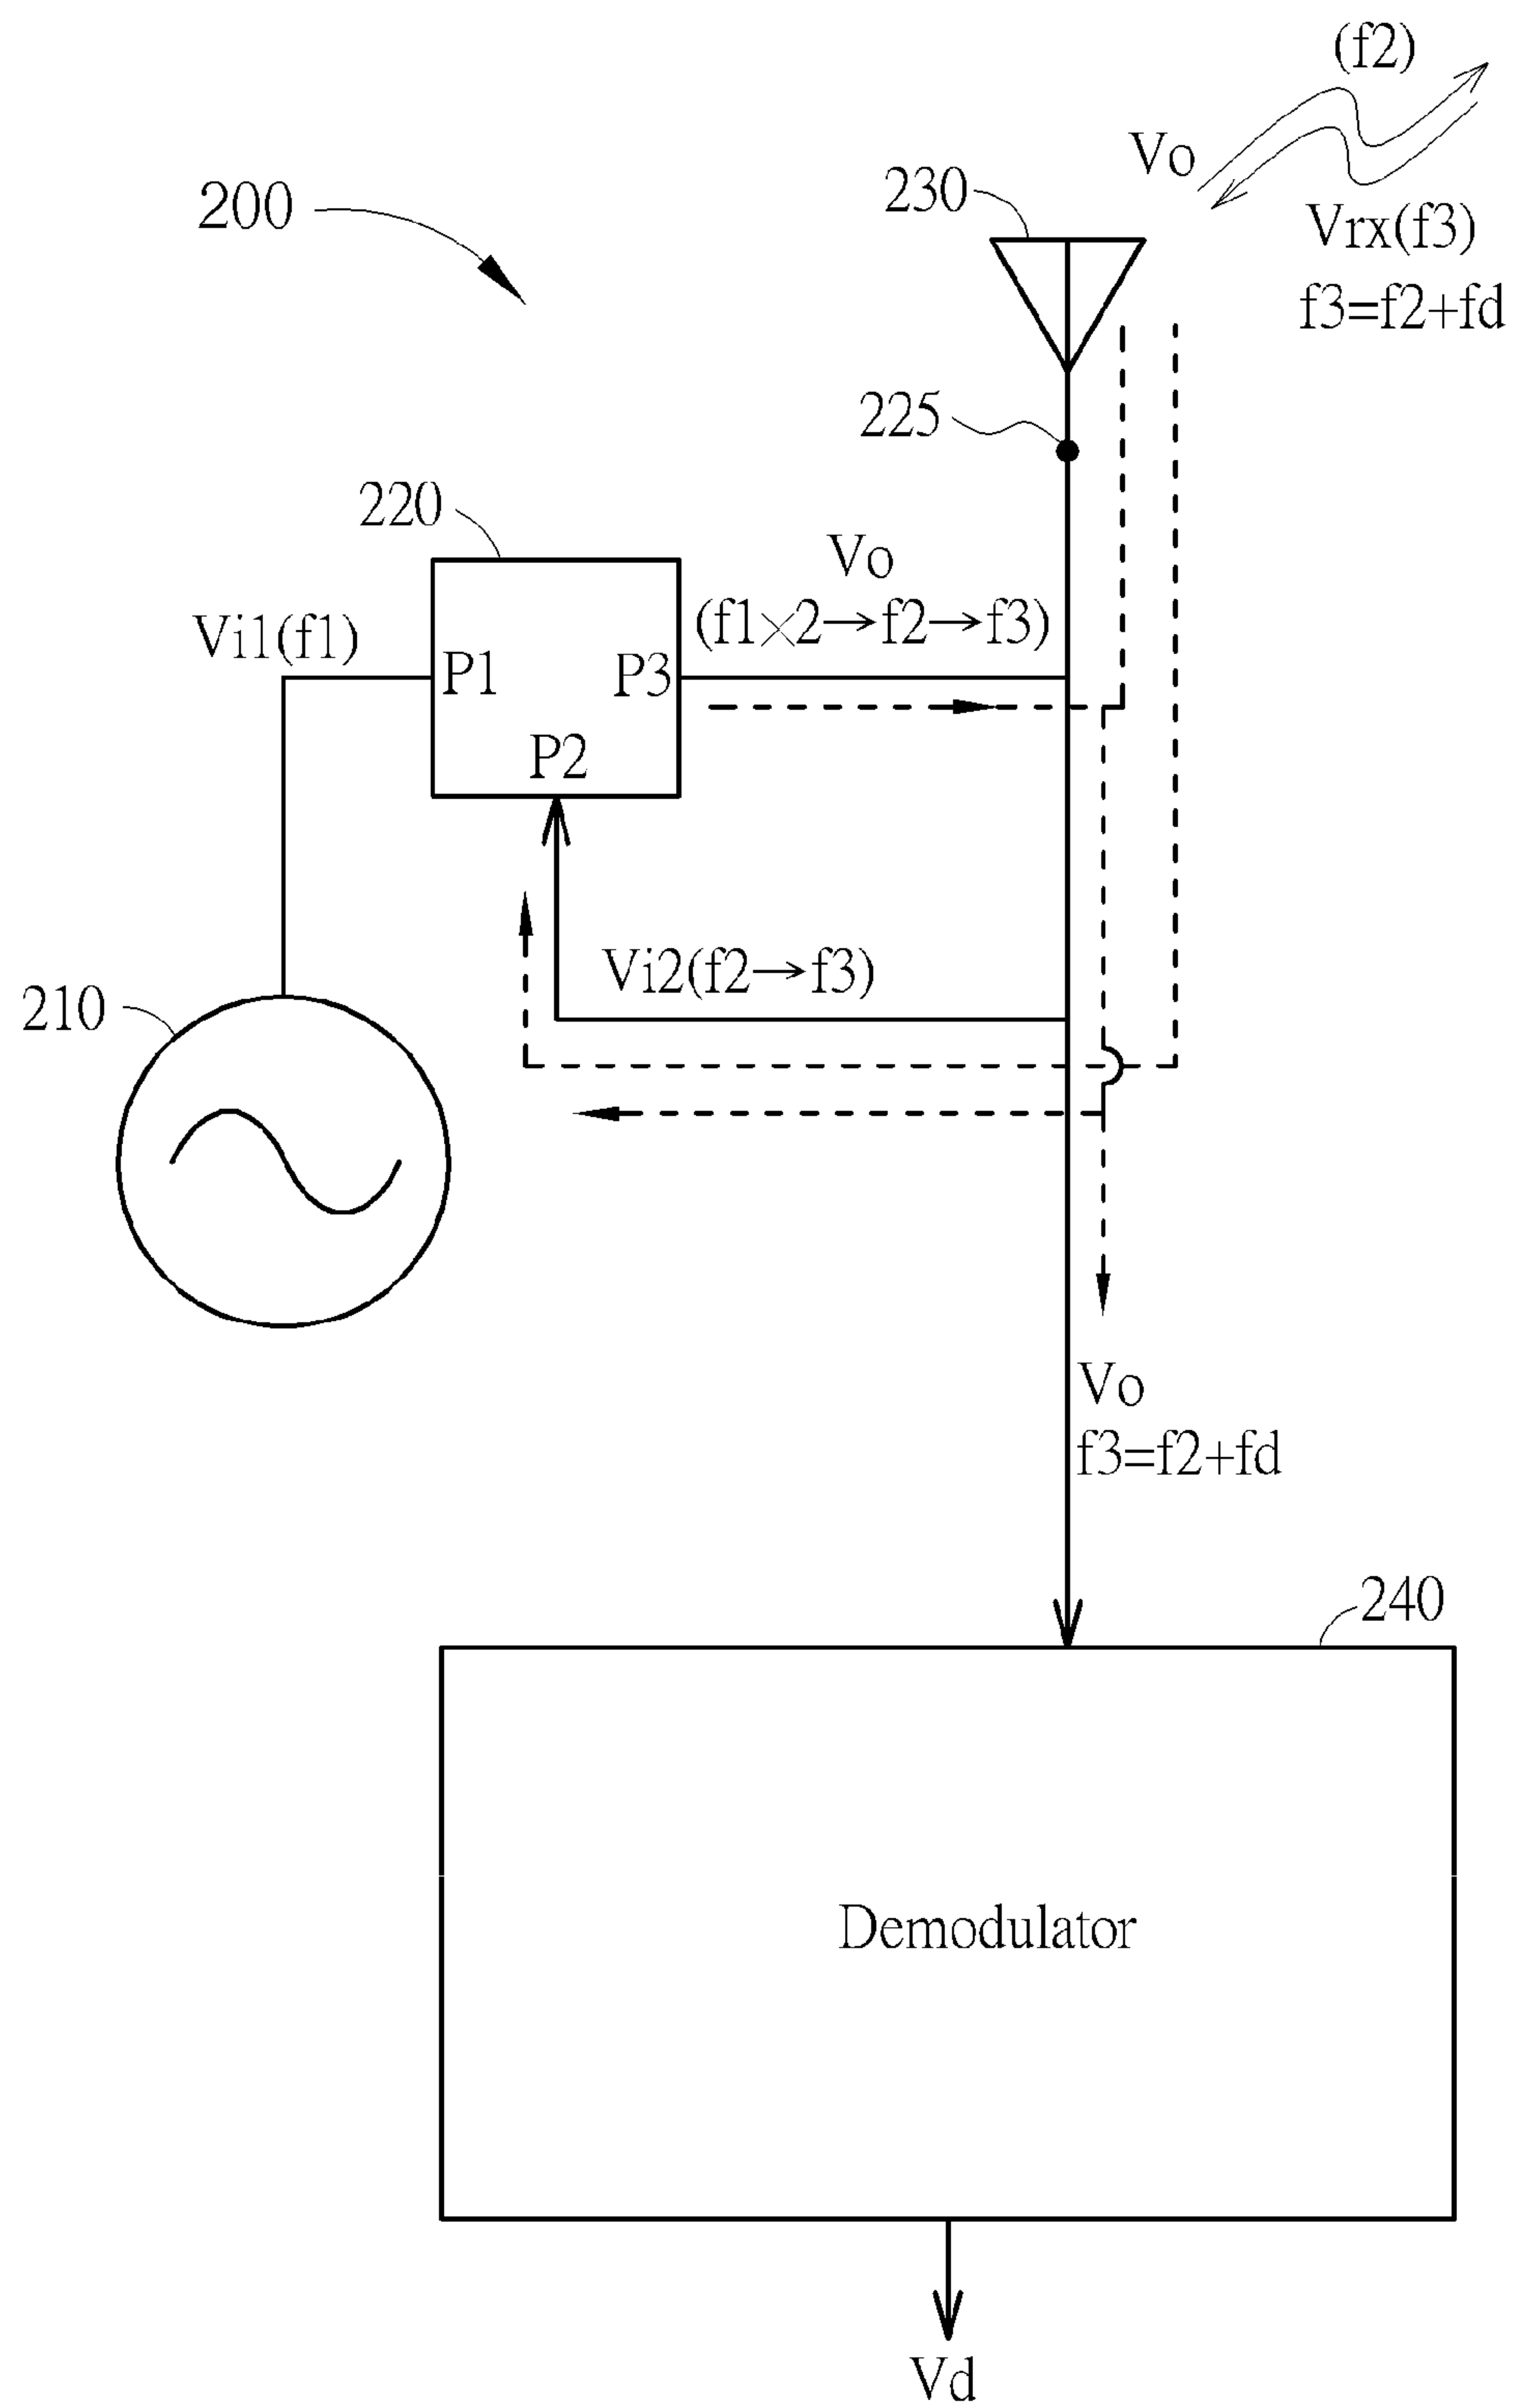 (f2)
Vo
200
230
Vrx(f3)
f3=f2+fd
225
220
Vo
Vi1(f1)
(f1×2→f2→f3)
P1
P3
P2
Vi2(f2→f3)
210
Vo
f3=f2+fd
240
Demodulator
Vd